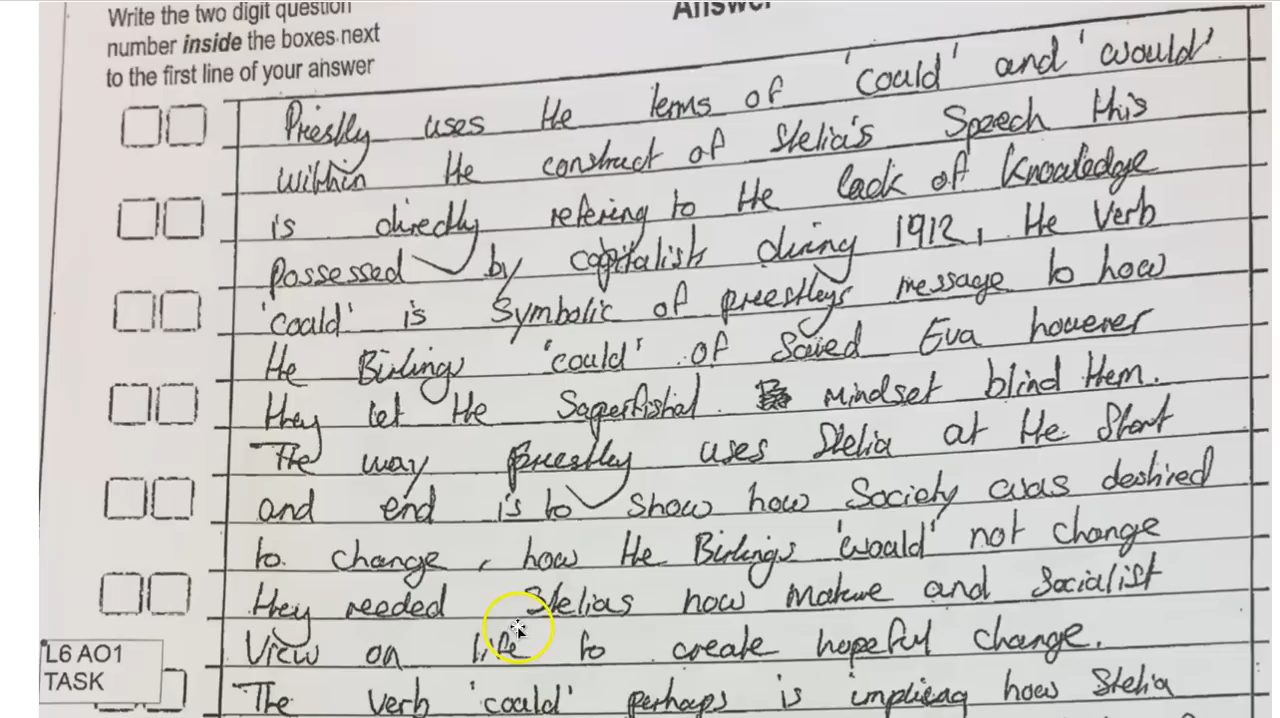 Write the two digit question
number inside the boxes next
to the first line of your answer
Answer
Priestly uses the terms of 'could' and 'would'
within the construct of Shelia's Speech this
is directly refering to the lack of knowledge
possessed by capitalists during 1912, the verb
'could' is symbolic of priestleys message to how
the Birlings 'could' of saved Eva however
they let the Saperfishal mindset blind them.
The way priestley uses Shelia at the Start
and end is to show how Society was destired
to change, how the Birlings 'would' not change
they needed Shelias now mature and Socialist
View on life to create hopeful change.
The verb 'could' perhaps is implieng how Shelia
L6 AO1
TASK